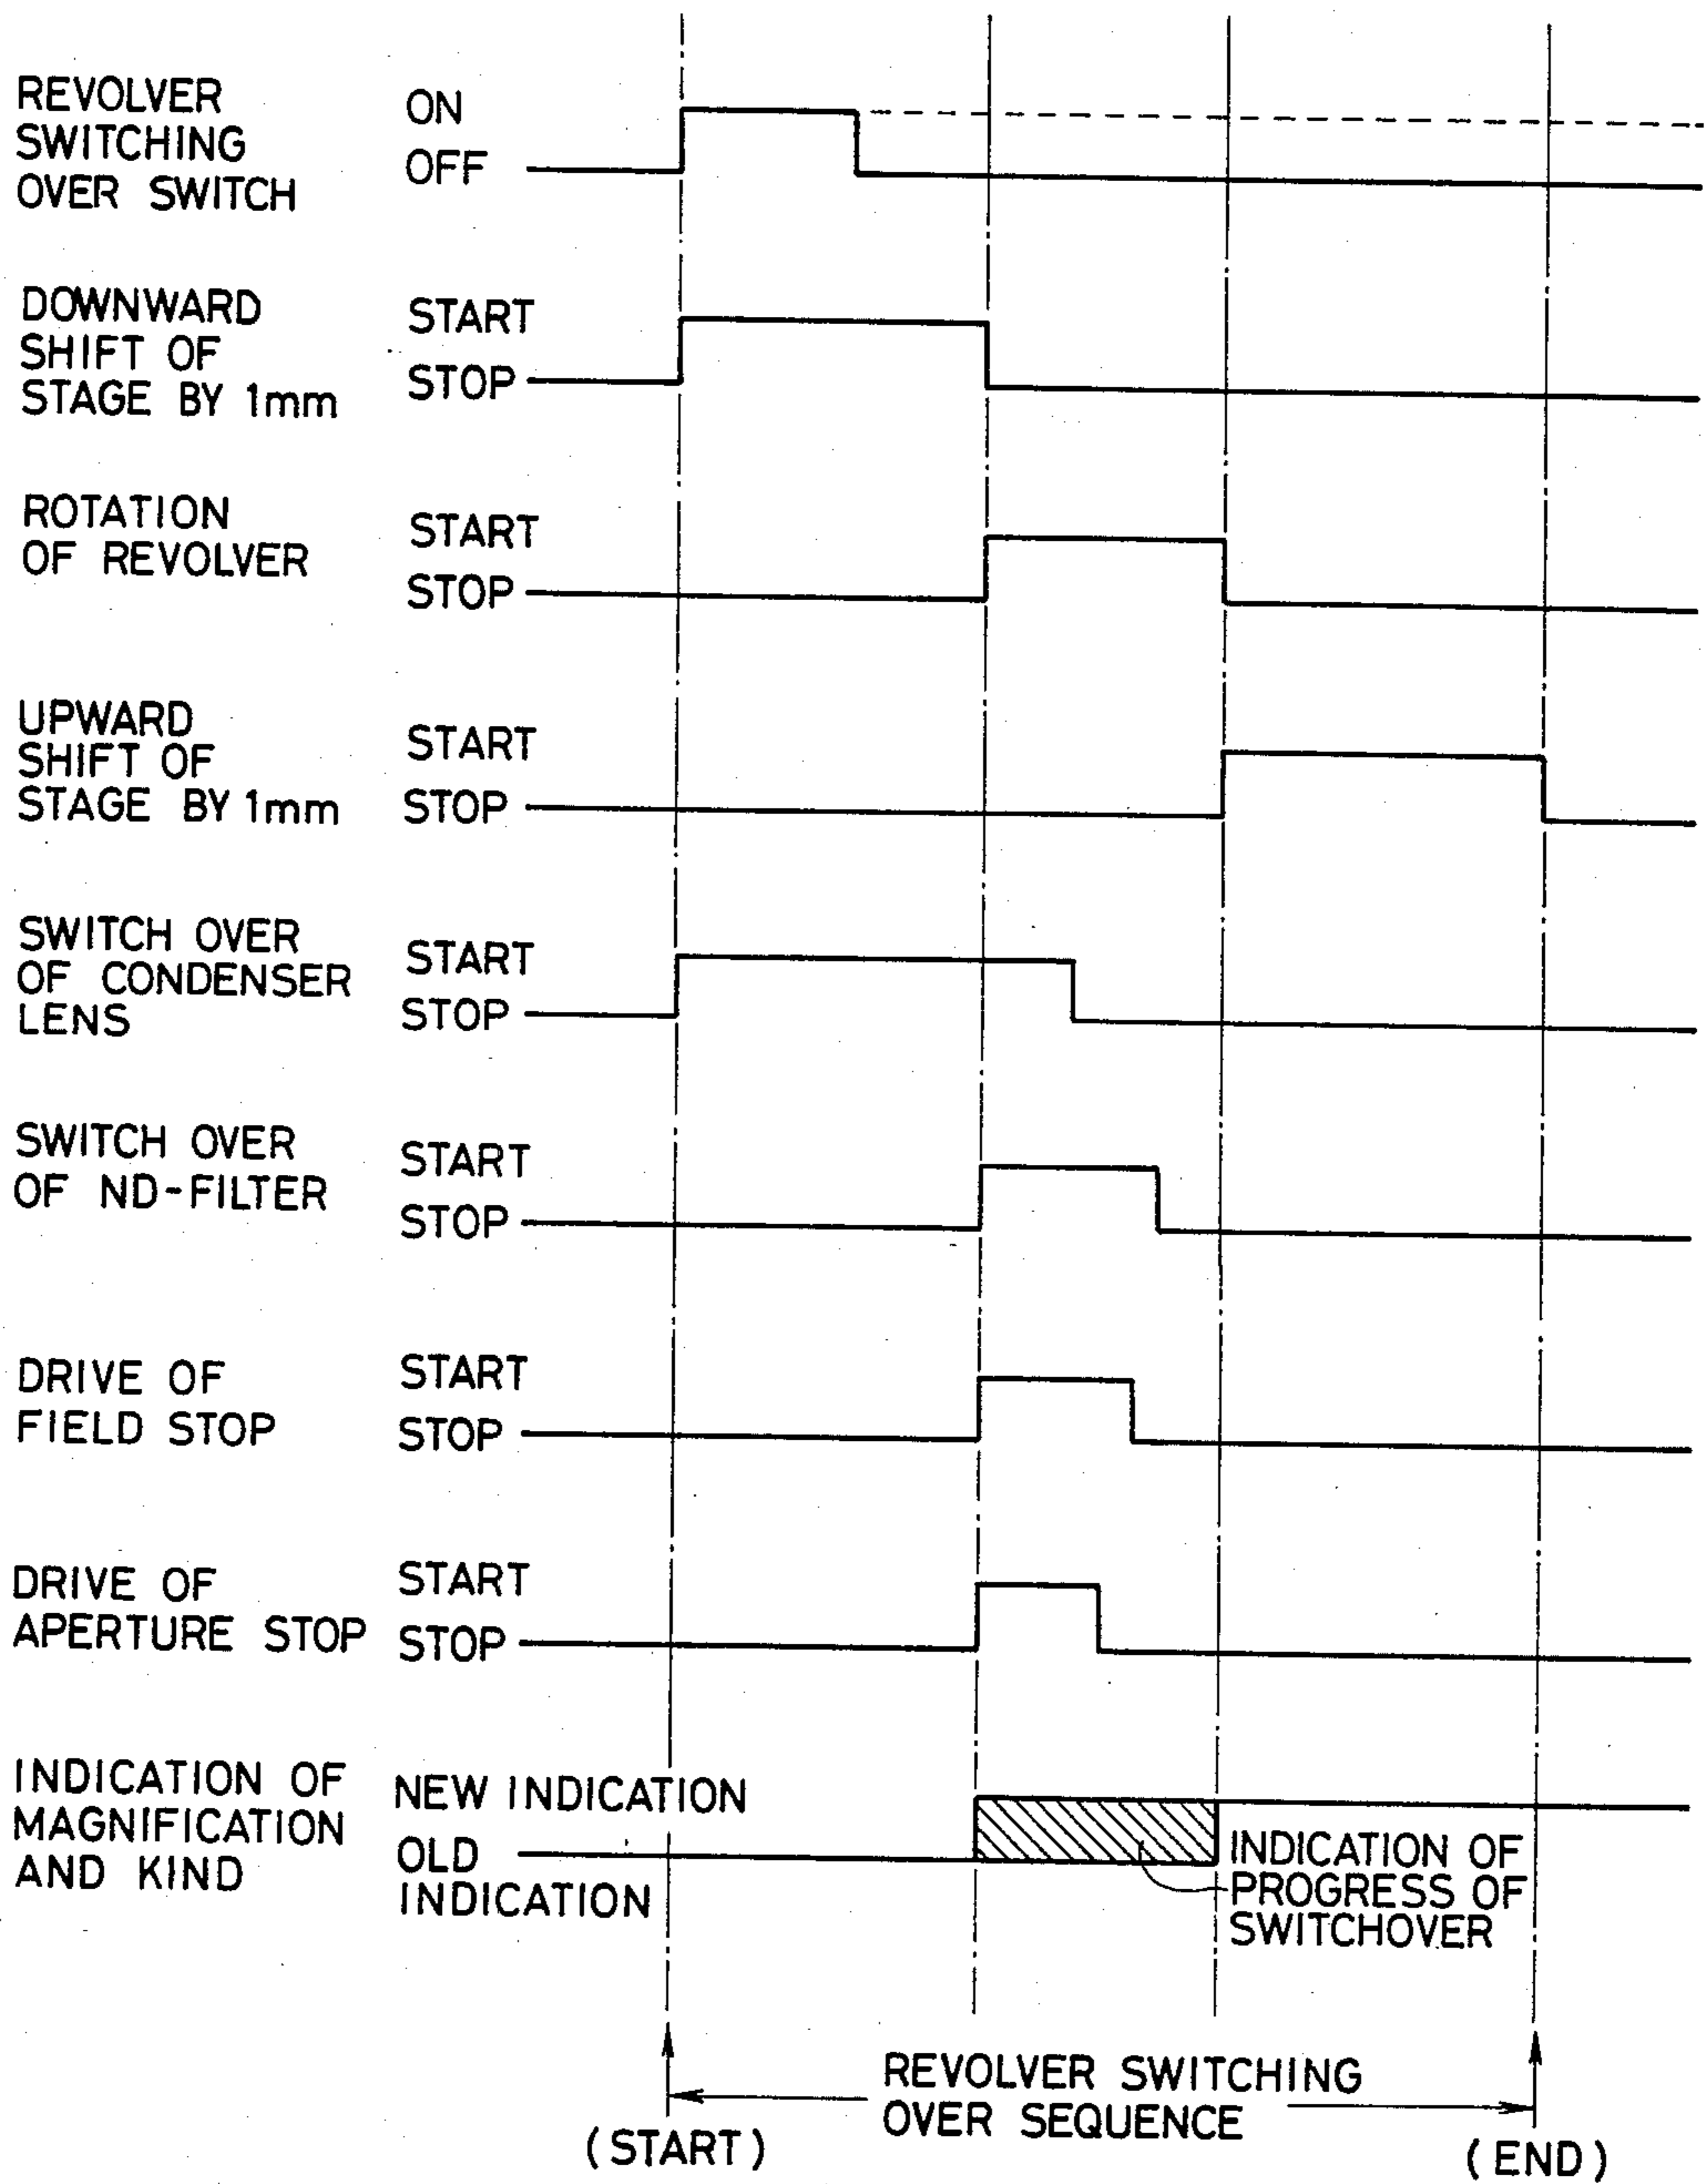 REVOLVER
SWITCHING
OVER SWITCH
ON
OFF
DOWNWARD
SHIFT OF
STAGE BY 1mm
START
STOP
ROTATION
OF REVOLVER
START
STOP
UPWARD
SHIFT OF
STAGE BY 1mm
START
STOP
SWITCH OVER
OF CONDENSER
LENS
START
STOP
SWITCH OVER
OF ND-FILTER
START
STOP
DRIVE OF
FIELD STOP
START
STOP
DRIVE OF
APERTURE STOP
START
STOP
INDICATION OF
MAGNIFICATION
AND KIND
NEW INDICATION
OLD
INDICATION
INDICATION OF
PROGRESS OF
SWITCHOVER
REVOLVER SWITCHING
OVER SEQUENCE
(START)
(END)